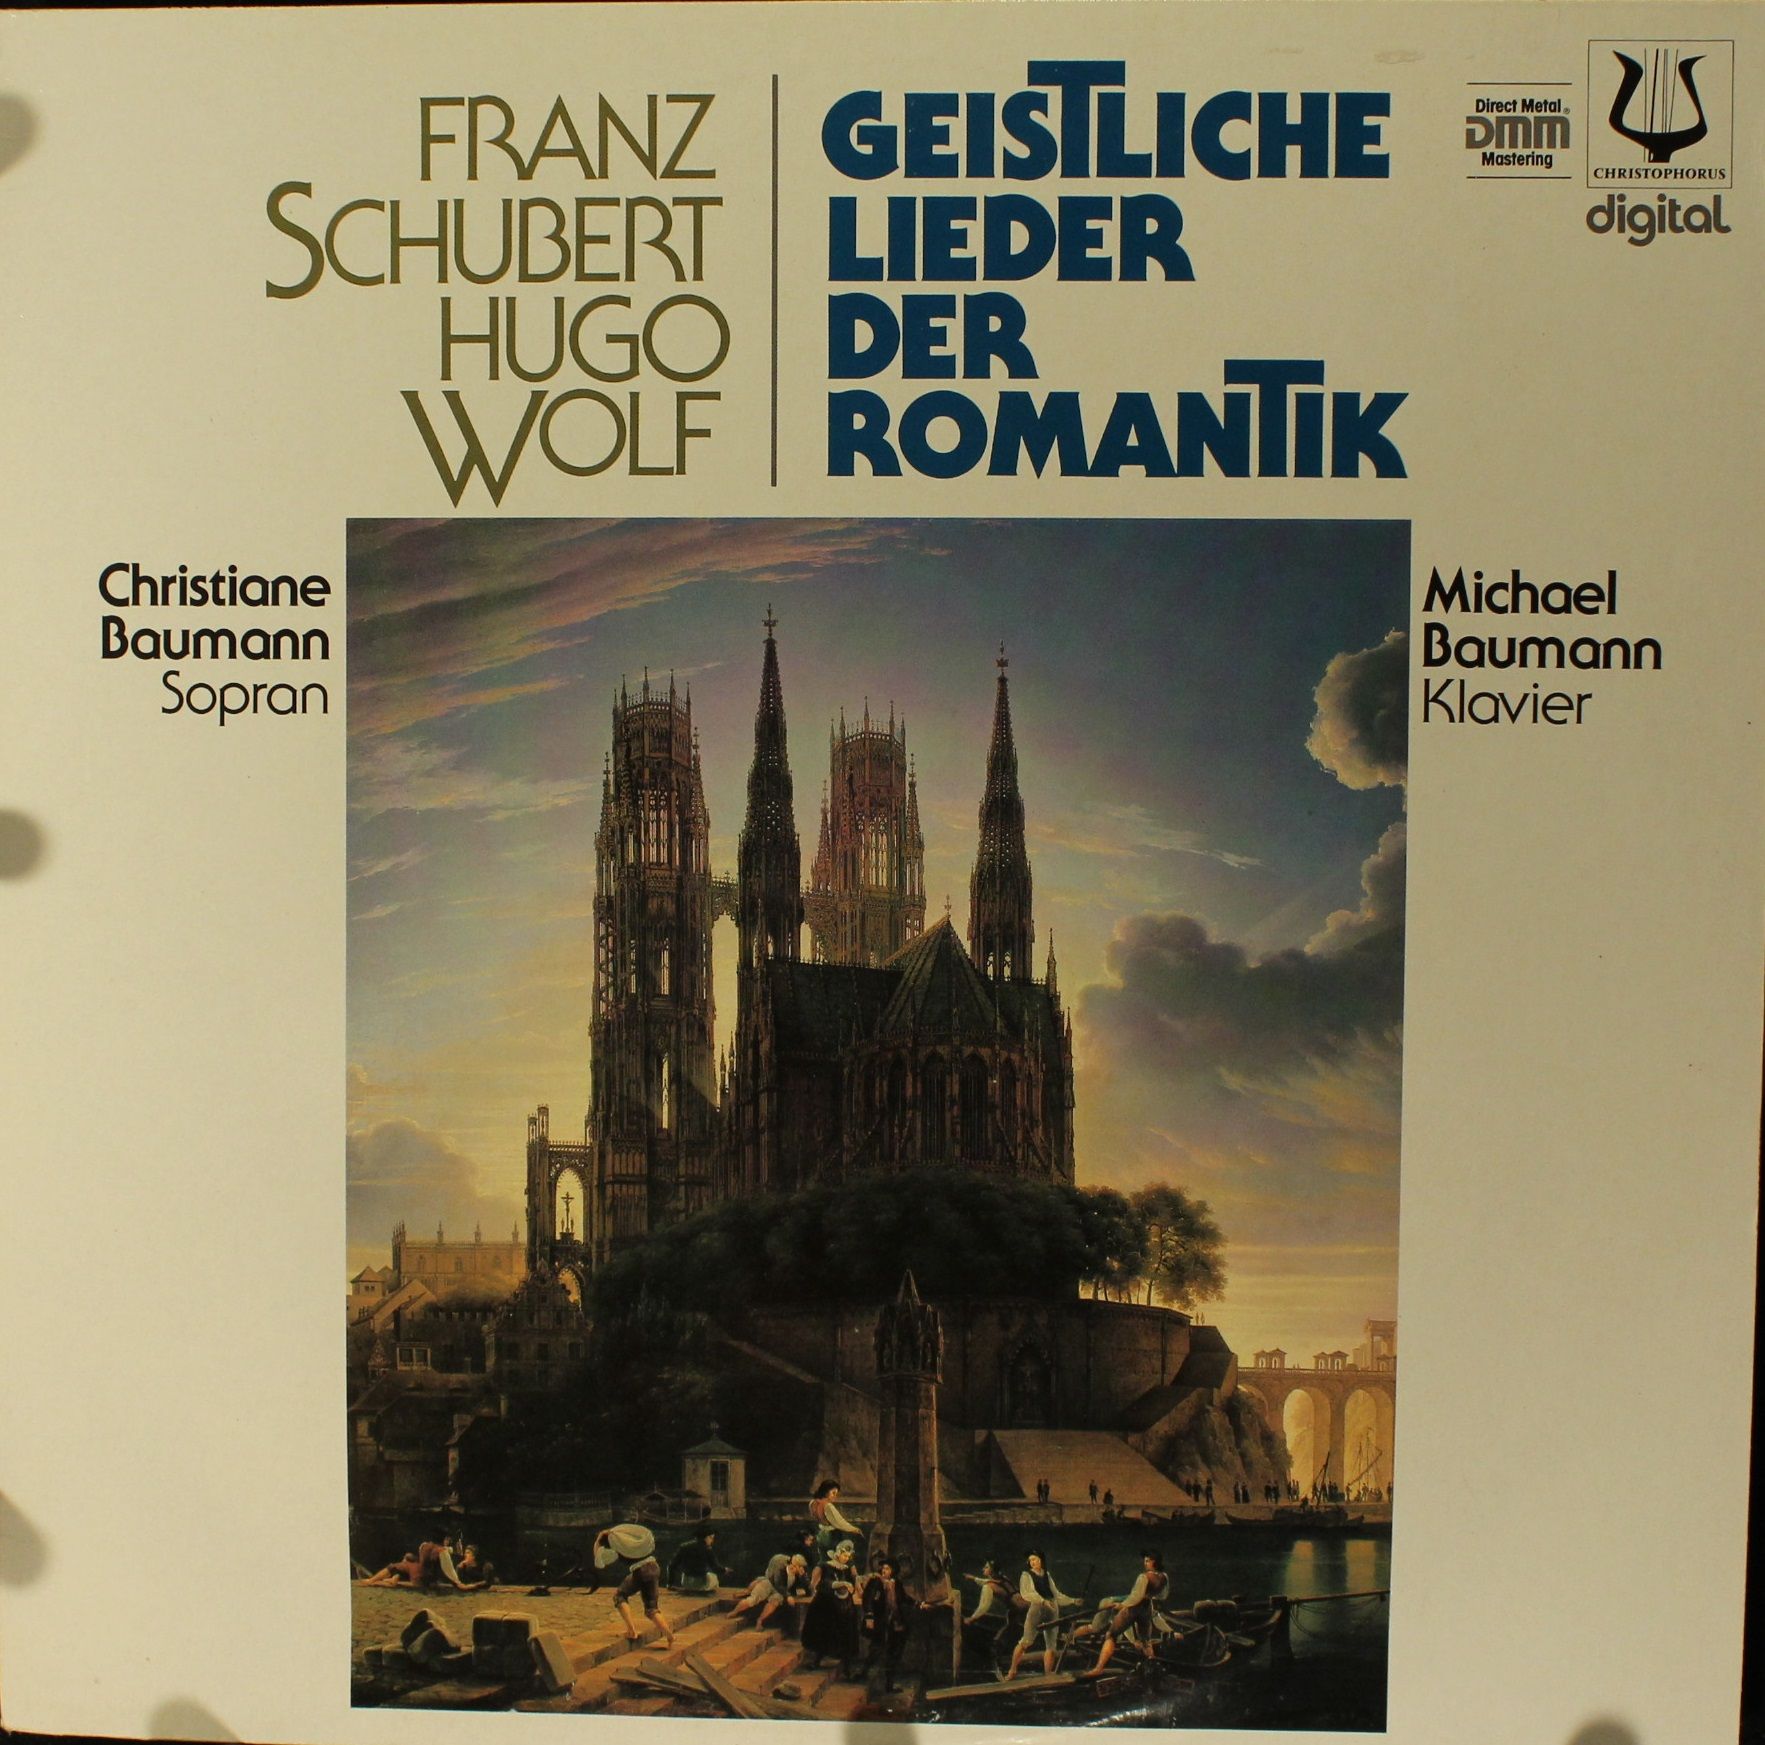 FRANZ
SCHUBERT
HUGO
WOLF
GEISTLICHE
LIEDER
DER
ROMANTIK
Direct Metal®
DMM
Mastering
CHRISTOPHORUS
digital
Christiane
Baumann
Sopran
Michael
Baumann
Klavier